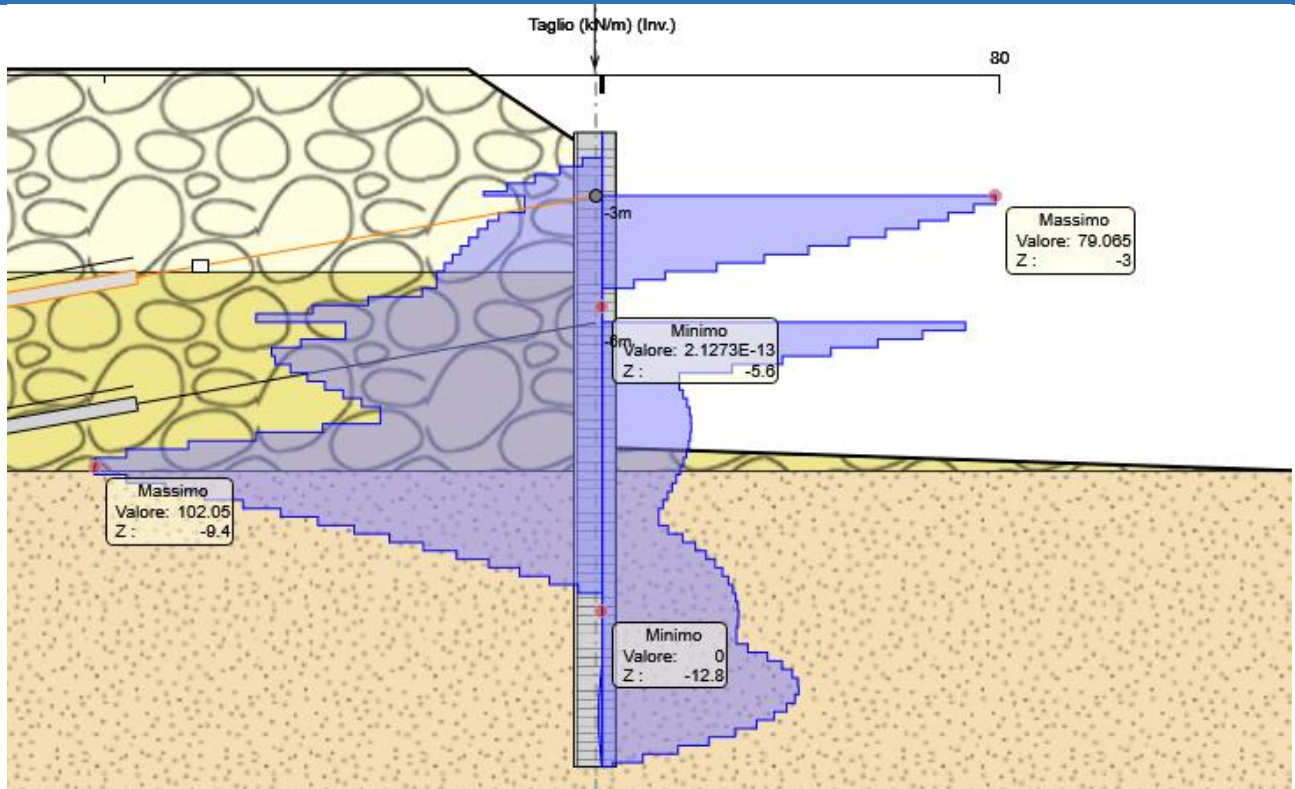 Taglio (kN/m) (Inv.)
80
-3m
Massimo
Valore: 79.065
Z : -3
Minimo
-6m
Valore: 2.1273E-13
Z : -5.6
Massimo
Valore: 102.05
Z : -9.4
Minimo
Valore: 0
Z : -12.8